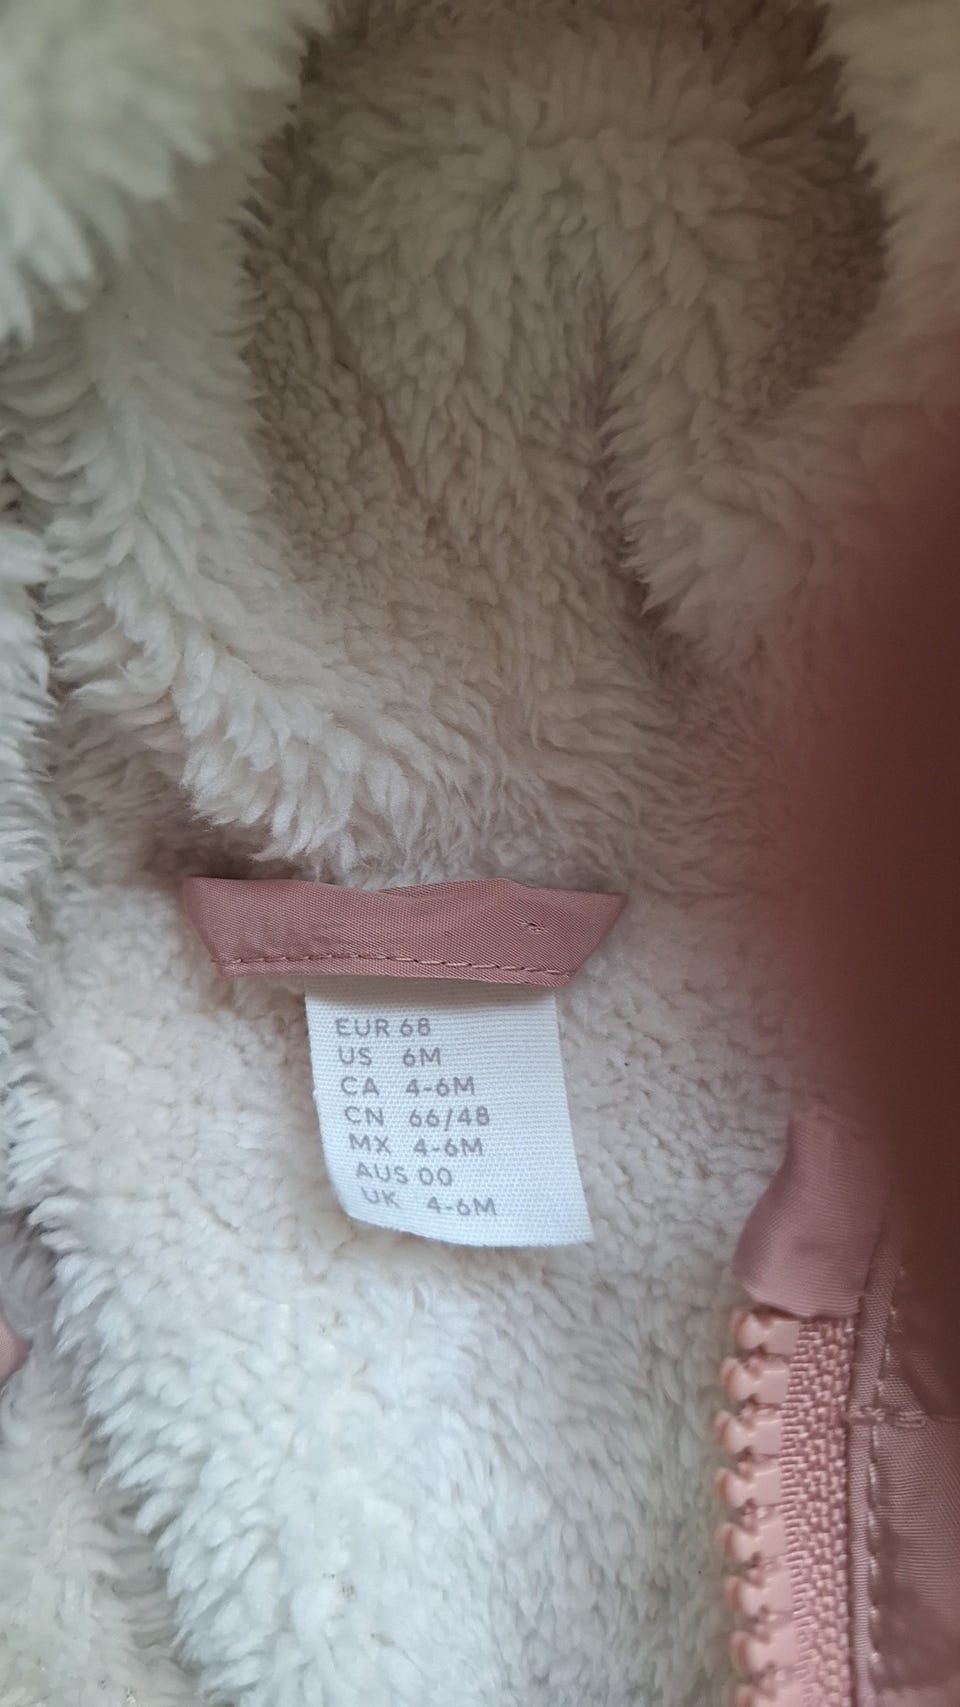 EUR 68
US 6M
CA 4-6M
CN 66/48
MX 4-6M
AUS 00
UK 4-6M